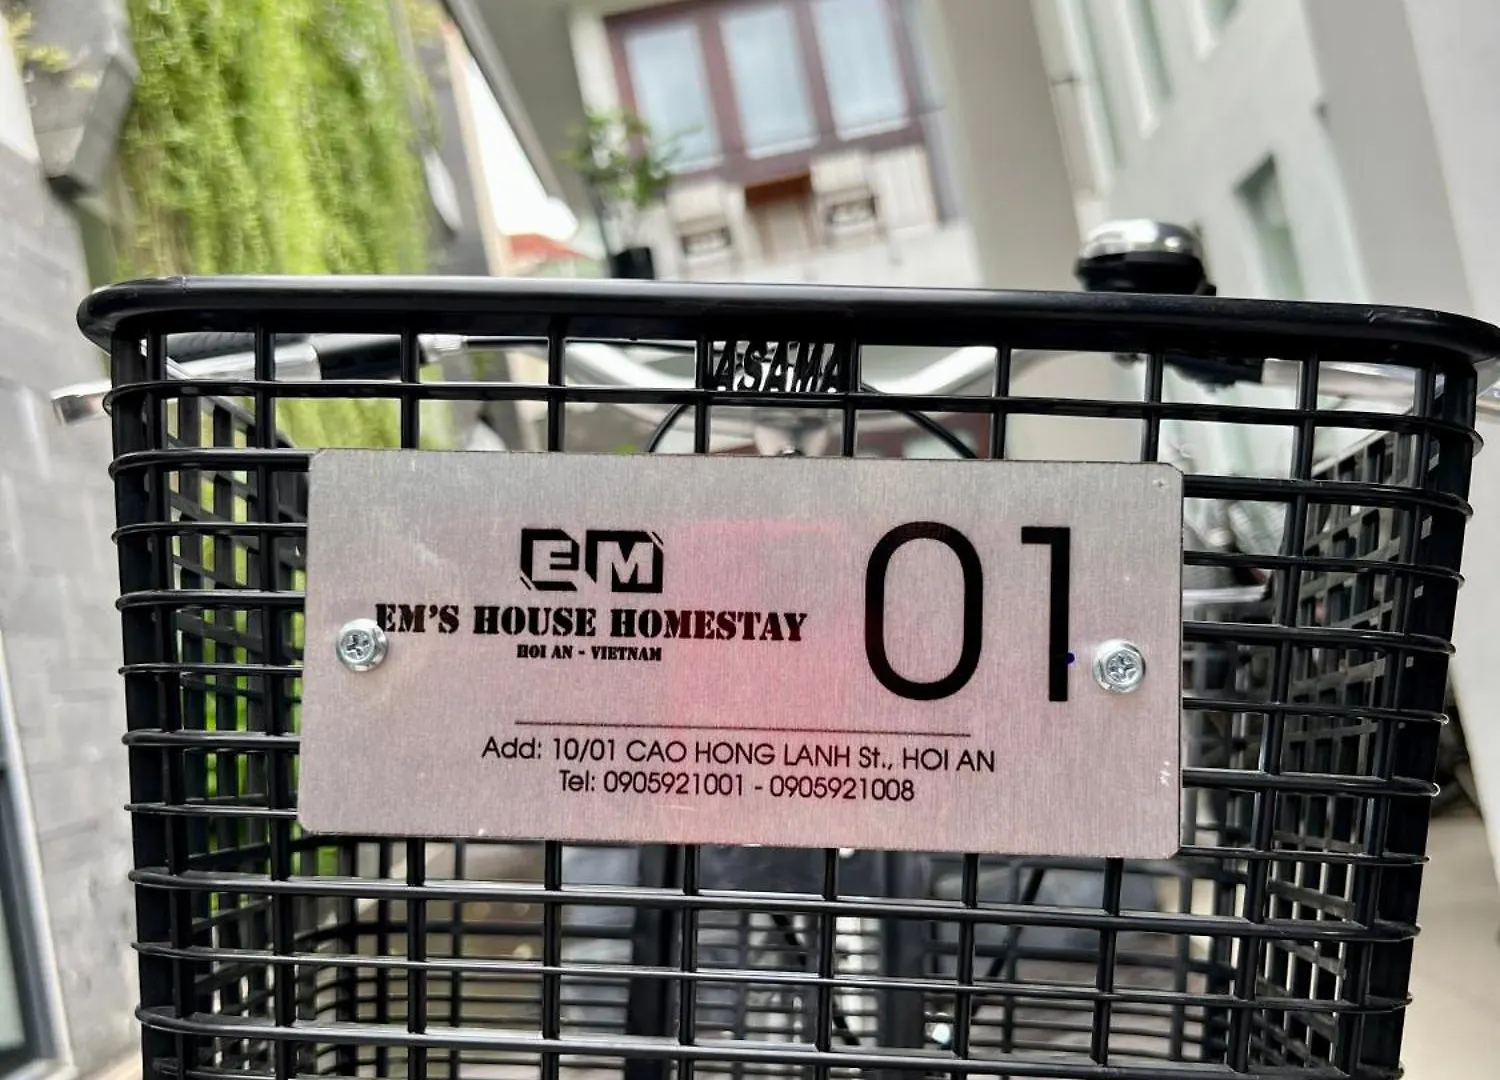 ASAMA
EM
EM'S HOUSE HOMESTAY
HOI AN - VIETNAM
01
Add: 10/01 CAO HONG LANH St., HOI AN
Tel: 0905921001 - 0905921008